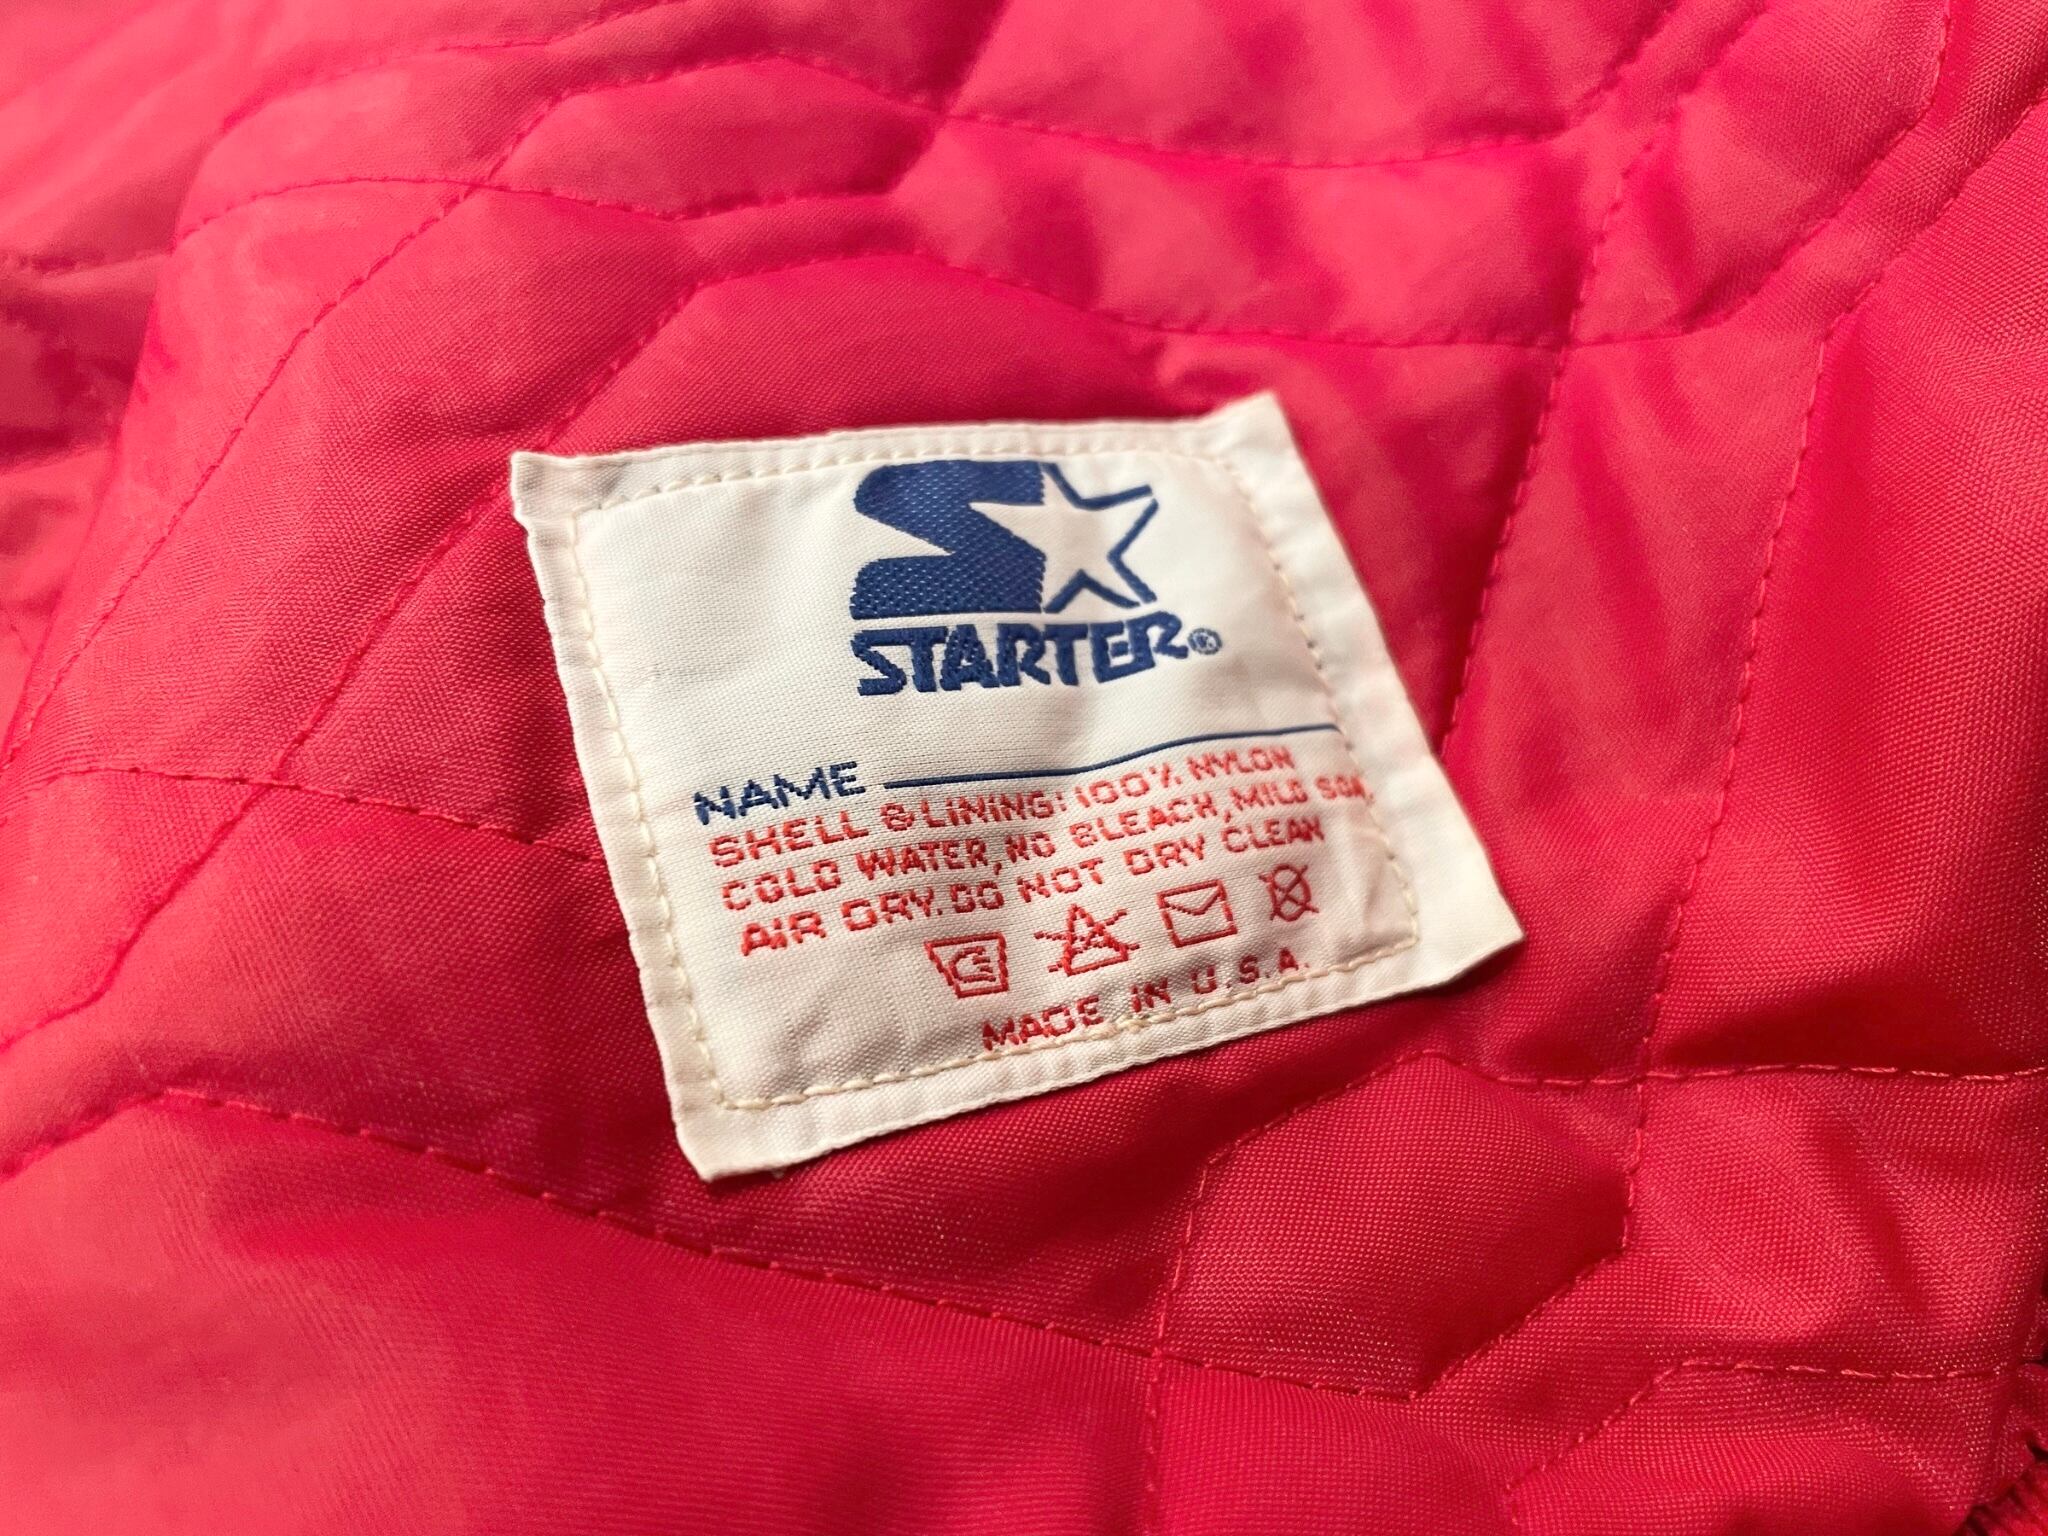 STARTER®
NAME
SHELL & LINING: 100% NYLON
COLD WATER, NO BLEACH, MILD SOA
AIR DRY. DO NOT DRY CLEAN
MADE IN U.S.A.